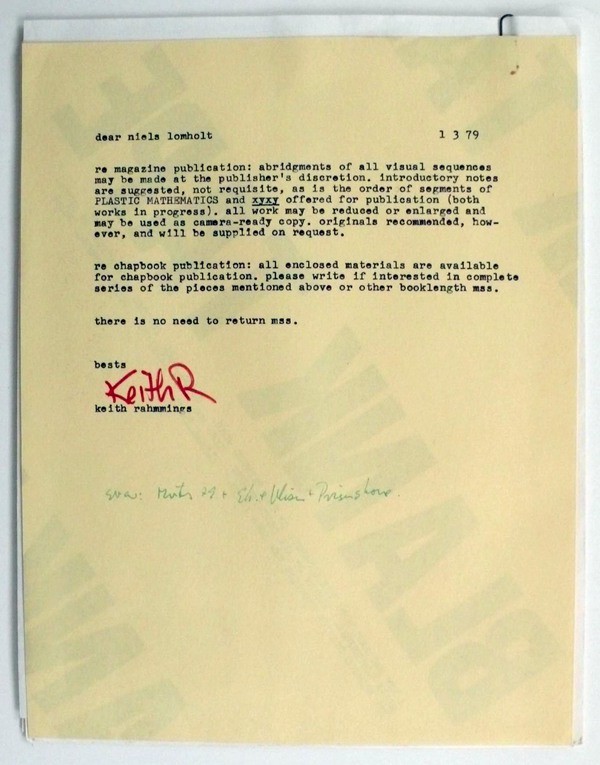 dear niels lomholt 1 3 79
re magazine publication: abridgments of all visual sequences
may be made at the publisher's discretion. introductory notes
are suggested, not requisite, as is the order of segments of
PLASTIC MATHEMATICS and xyxy offered for publication (both
works in progress). all work may be reduced or enlarged and
may be used as camera-ready copy. originals recommended, how-
ever, and will be supplied on request.
re chapbook publication: all enclosed materials are available
for chapbook publication. please write if interested in complete
series of the pieces mentioned above or other booklength mss.
there is no need to return mss.
bests
KeithR
keith rahmmings
BLANK